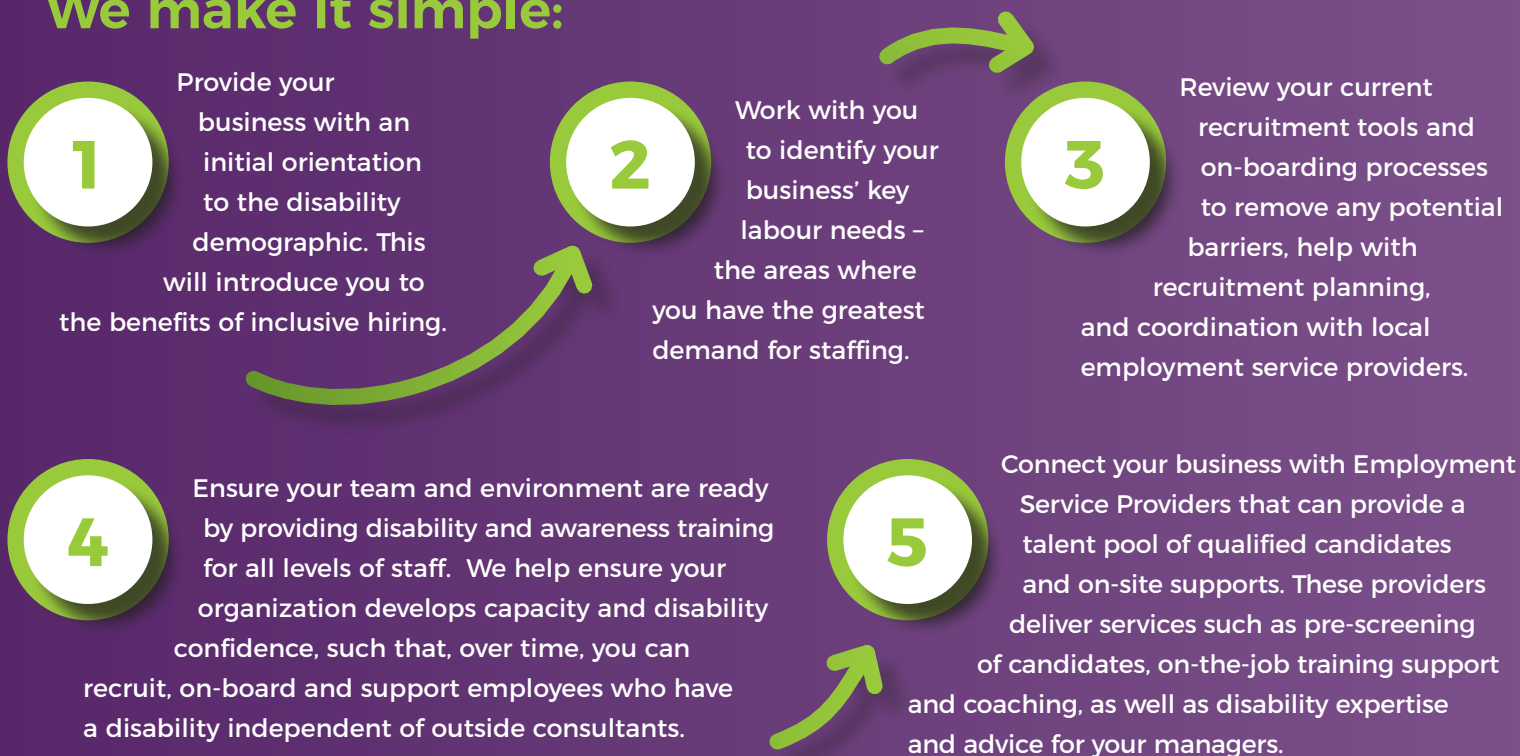 We make it simple:
1
Provide your
business with an
initial orientation
to the disability
demographic. This
will introduce you to
the benefits of inclusive hiring.
2
Work with you
to identify your
business’ key
labour needs –
the areas where
you have the greatest
demand for staffing.
3
Review your current
recruitment tools and
on-boarding processes
to remove any potential
barriers, help with
recruitment planning,
and coordination with local
employment service providers.
4
Ensure your team and environment are ready
by providing disability and awareness training
for all levels of staff.  We help ensure your
organization develops capacity and disability
confidence, such that, over time, you can
recruit, on-board and support employees who have
a disability independent of outside consultants.
5
Connect your business with Employment
Service Providers that can provide a
talent pool of qualified candidates
and on-site supports. These providers
deliver services such as pre-screening
of candidates, on-the-job training support
and coaching, as well as disability expertise
and advice for your managers.